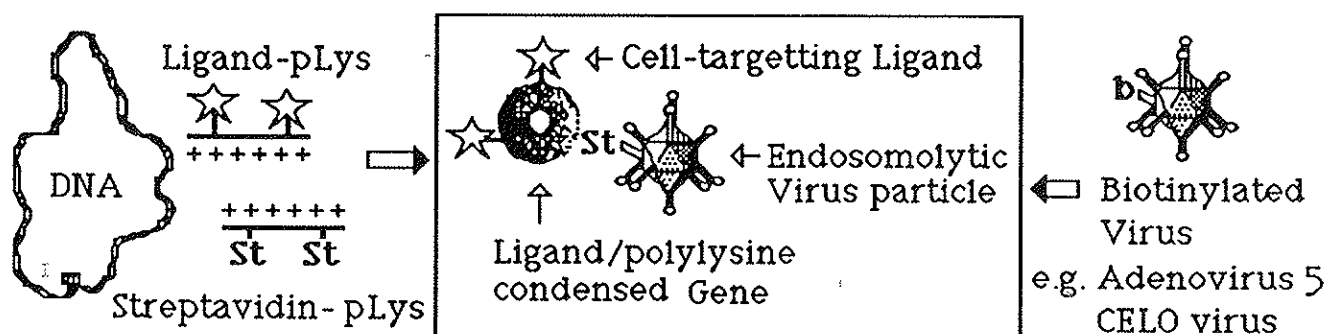 Ligand-pLys
++++++
DNA
++++++
St St
Streptavidin-pLys
Cell-targetting Ligand
St
Endosomolytic
Virus particle
Ligand/polylysine
condensed Gene
b
Biotinylated
Virus
e.g. Adenovirus 5
CELO virus